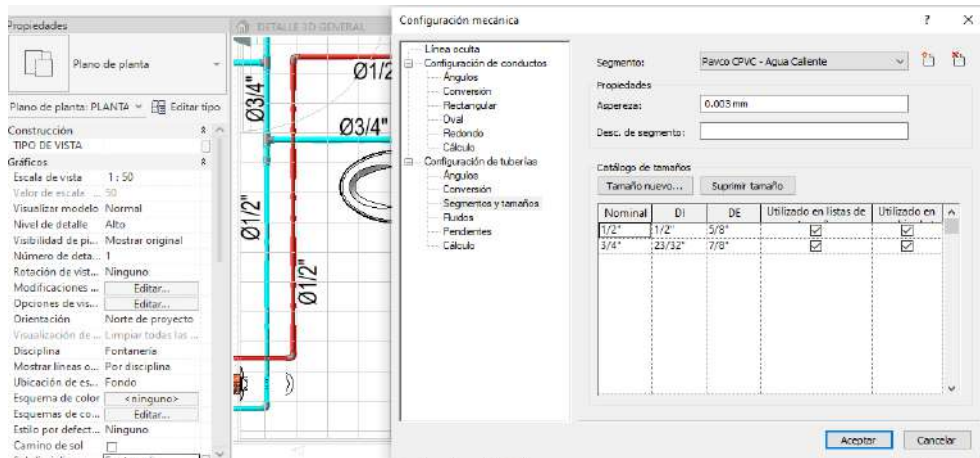 Propiedades
Plano de planta
Plano de planta: PLANTA
Editar tipo
Construcción
TIPO DE VISTA
Gráficos
Escala de vista 1 : 50
Valor de escala ... 50
Visualizar modelo Normal
Nivel de detalle Alto
Visibilidad de pi... Mostrar original
Número de deta... 1
Rotación de vist... Ninguno
Modificaciones ... Editar...
Opciones de vis... Editar...
Orientación Norte de proyecto
Visualización de ... Limpiar todas las ...
Disciplina Fontanería
Mostrar líneas o... Por disciplina
Ubicación de es... Fondo
Esquema de color <ninguno>
Esquemas de co... Editar...
Estilo por defect... Ninguno
Camino de sol
DETALLE 3D GENERAL
Ø1/2
Ø3/4"
Ø3/4"
Ø1/2"
Ø1/2"
Configuración mecánica
? X
Línea oculta
Configuración de conductos
Ángulos
Conversión
Rectangular
Oval
Redondo
Cálculo
Configuración de tuberías
Ángulos
Conversión
Segmentos y tamaños
Fluidos
Pendientes
Cálculo
Segmento: Pavco CPVC - Agua Caliente
Propiedades
Aspereza: 0.003 mm
Desc. de segmento:
Catálogo de tamaños
Tamaño nuevo... Suprimir tamaño
Nominal DI DE Utilizado en listas de Utilizado en
1/2" 1/2" 5/8"
3/4" 23/32" 7/8"
Aceptar Cancelar